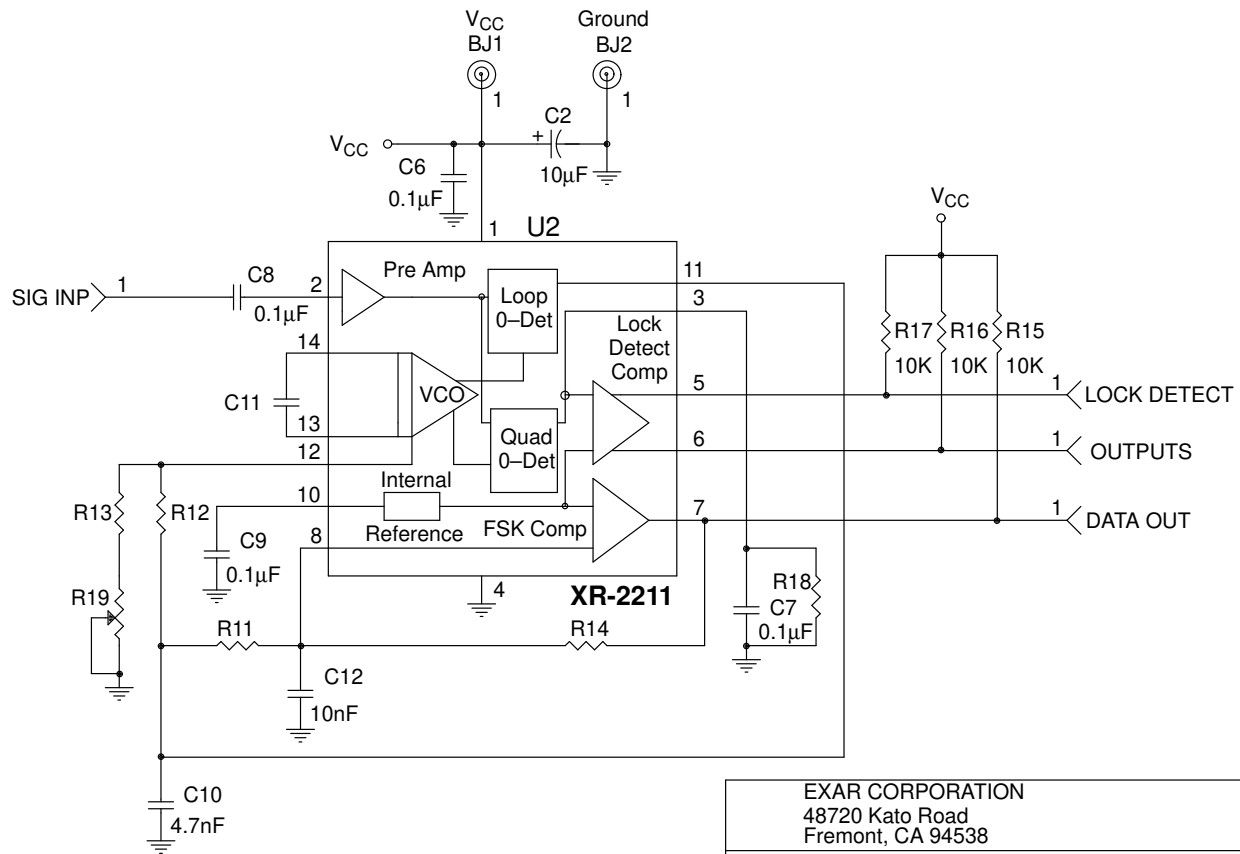 VCC
BJ1
1
Ground
BJ2
1
VCC
C6
0.1µF
+
C2
10µF
1
U2
SIG INP
1
C8
0.1µF
2
Pre Amp
Loop
0–Det
11
3
Lock
Detect
Comp
VCC
R17
10K
R16
10K
R15
10K
14
C11
13
VCO
12
Quad
0–Det
5
1
LOCK DETECT
6
1
OUTPUTS
R13
R12
10
Internal
Reference
FSK Comp
7
1
DATA OUT
C9
0.1µF
8
4
XR-2211
R19
R11
R14
R18
C7
0.1µF
C12
10nF
C10
4.7nF
EXAR CORPORATION
48720 Kato Road
Fremont, CA 94538